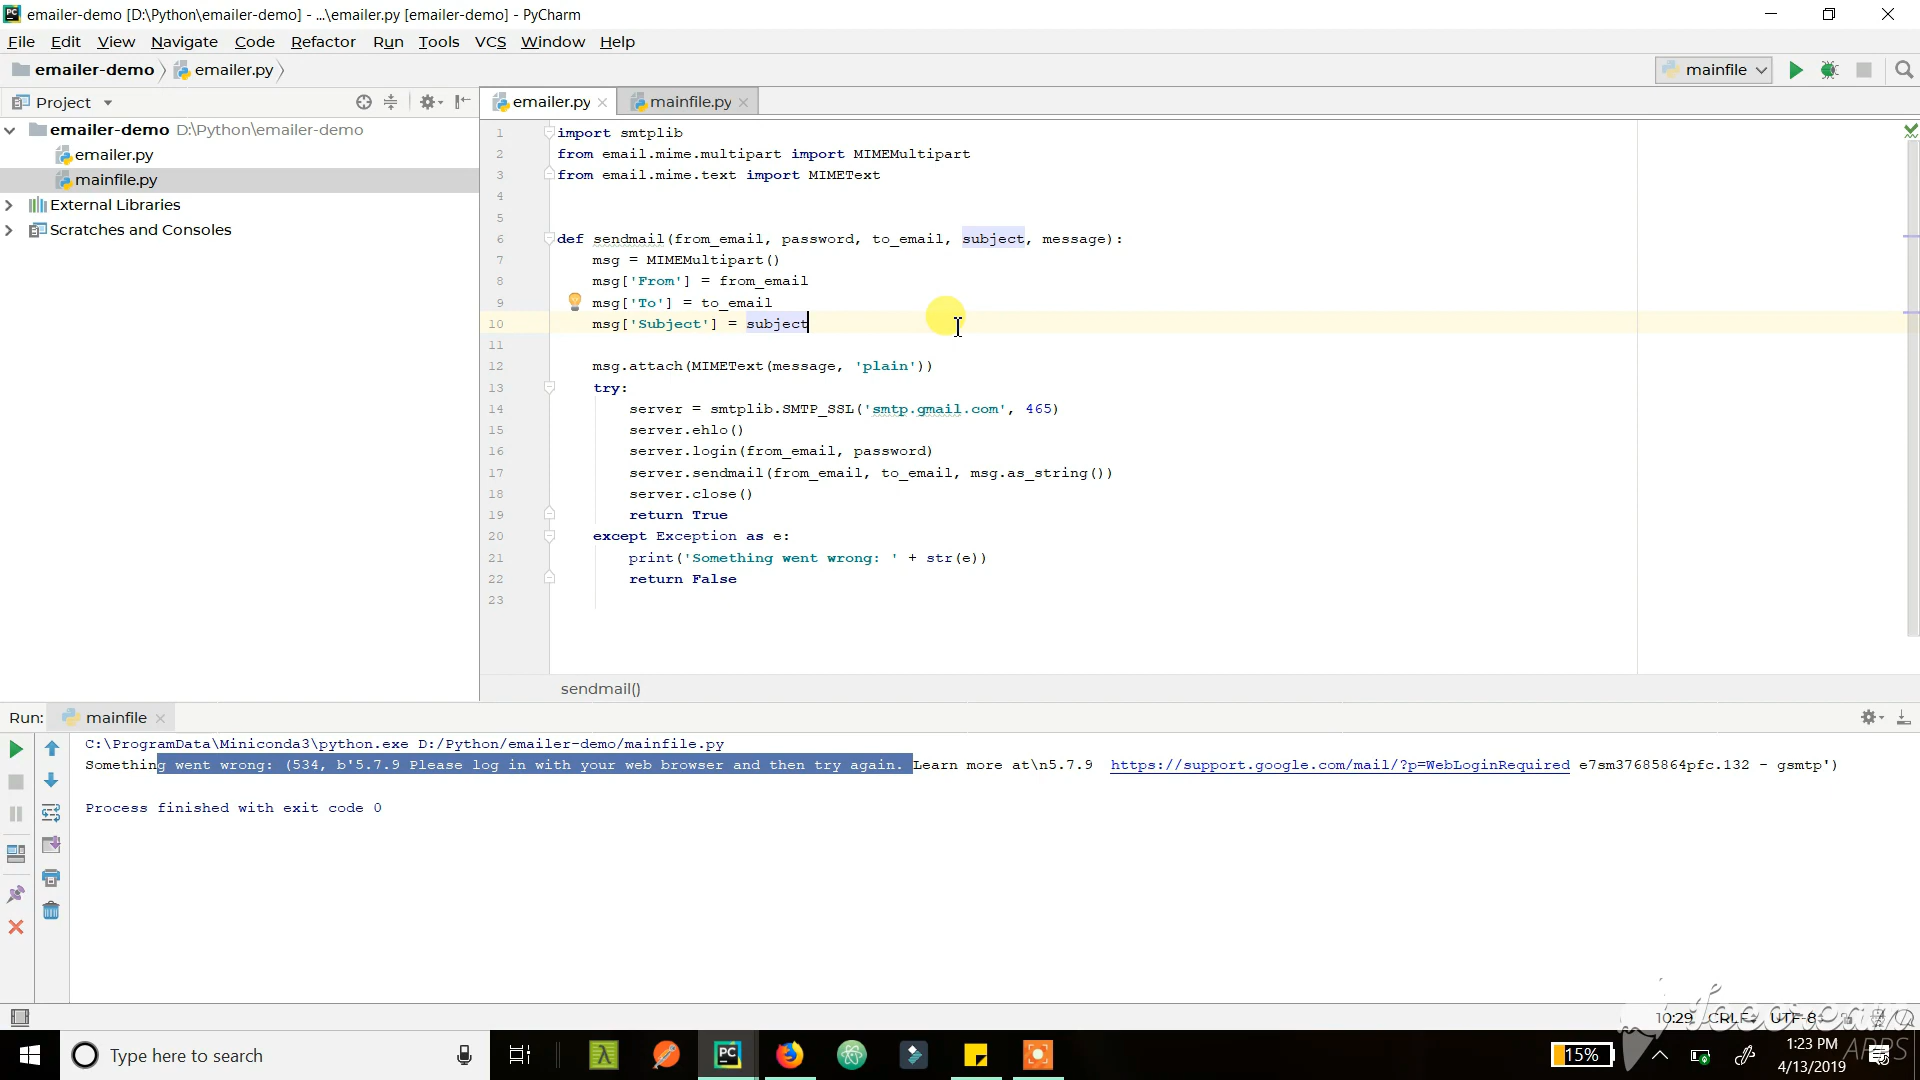 emailer-demo [D:\Python\emailer-demo] - ...\emailer.py [emailer-demo] - PyCharm
File Edit View Navigate Code Refactor Run Tools VCS Window Help
emailer-demo emailer.py
mainfile
Project
emailer.py
mainfile.py
emailer-demo D:\Python\emailer-demo
emailer.py
mainfile.py
External Libraries
Scratches and Consoles
1 import smtplib
2 from email.mime.multipart import MIMEMultipart
3 from email.mime.text import MIMEText
4
5
6 def sendmail(from_email, password, to_email, subject, message):
7 msg = MIMEMultipart()
8 msg['From'] = from_email
9 msg['To'] = to_email
10 msg['Subject'] = subject
11
12 msg.attach(MIMEText(message, 'plain'))
13 try:
14 server = smtplib.SMTP_SSL('smtp.gmail.com', 465)
15 server.ehlo()
16 server.login(from_email, password)
17 server.sendmail(from_email, to_email, msg.as_string())
18 server.close()
19 return True
20 except Exception as e:
21 print('Something went wrong: ' + str(e))
22 return False
23
sendmail()
Run: mainfile
C:\ProgramData\Miniconda3\python.exe D:/Python/emailer-demo/mainfile.py
Something went wrong: (534, b'5.7.9 Please log in with your web browser and then try again. Learn more at\n5.7.9 https://support.google.com/mail/?p=WebLoginRequired e7sm37685864pfc.132 - gsmtp')
Process finished with exit code 0
10:29 CRLF UTF-8
Icecream
APPS
Type here to search
PC
15%
1:23 PM
4/13/2019